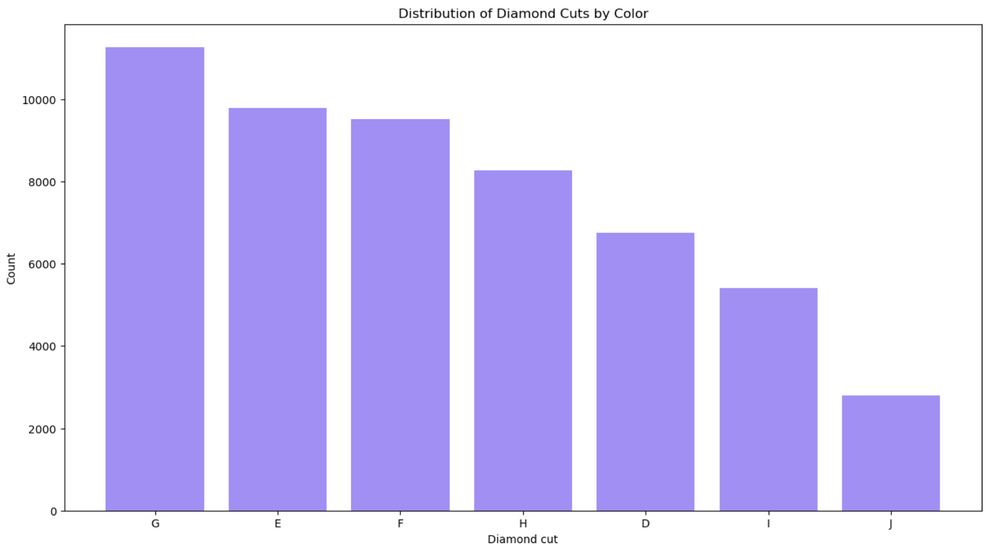 Distribution of Diamond Cuts by Color
Count
10000
8000
6000
4000
2000
0
G E F H D I J
Diamond cut